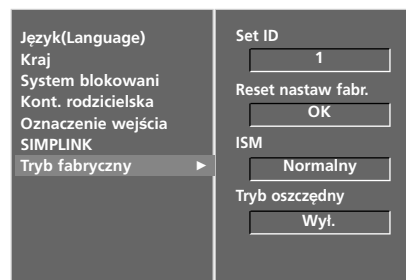 Język(Language)
Kraj
System blokowani
Kont. rodzicielska
Oznaczenie wejścia
SIMPLINK
Tryb fabryczny ►
Set ID
1
Reset nastaw fabr.
OK
ISM
Normalny
Tryb oszczędny
Wył.